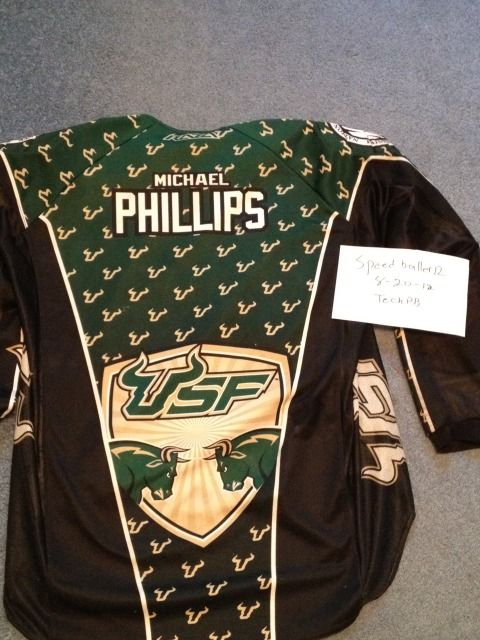 MICHAEL
PHILLIPS
Speedballer12
8-20-12
TechPB
USF